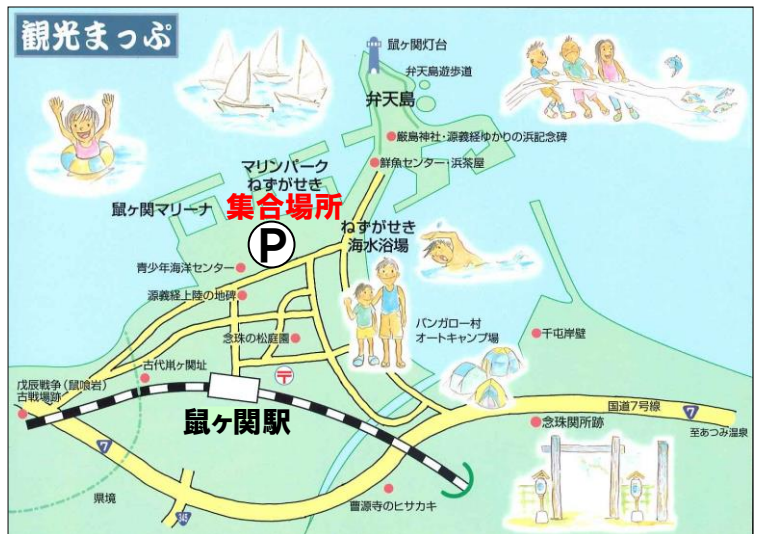 観光まっぷ
鼠ヶ関灯台
弁天島遊歩道
弁天島
厳島神社・源義経ゆかりの浜記念碑
鮮魚センター・浜茶屋
マリンパーク
ねずがせき
鼠ヶ関マリーナ
集合場所
P
ねずがせき
海水浴場
青少年海洋センター
源義経上陸の地碑
念珠の松庭園
バンガロー村
オートキャンプ場
千屯岸壁
古代鼡ヶ関址
戊辰戦争(鼠喰岩)
古戦場跡
〒
鼠ヶ関駅
国道7号線
7
至あつみ温泉
念珠関所跡
7
県境
345
曹源寺のヒサカキ